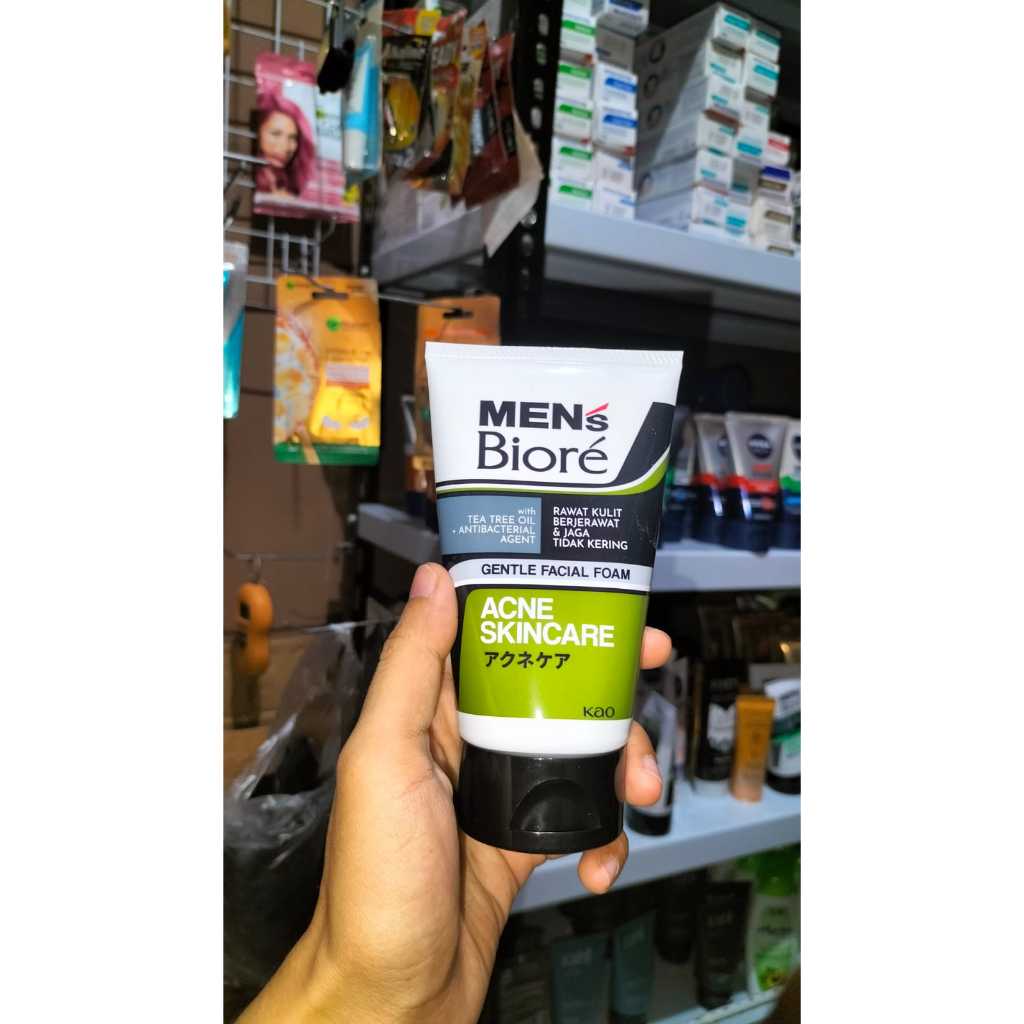 MEN's
Bioré
with
TEA TREE OIL
+ ANTIBACTERIAL
AGENT
RAWAT KULIT
BERJERAWAT
& JAGA
TIDAK KERING
GENTLE FACIAL FOAM
ACNE
SKINCARE
アクネケア
Kao
NIVEA